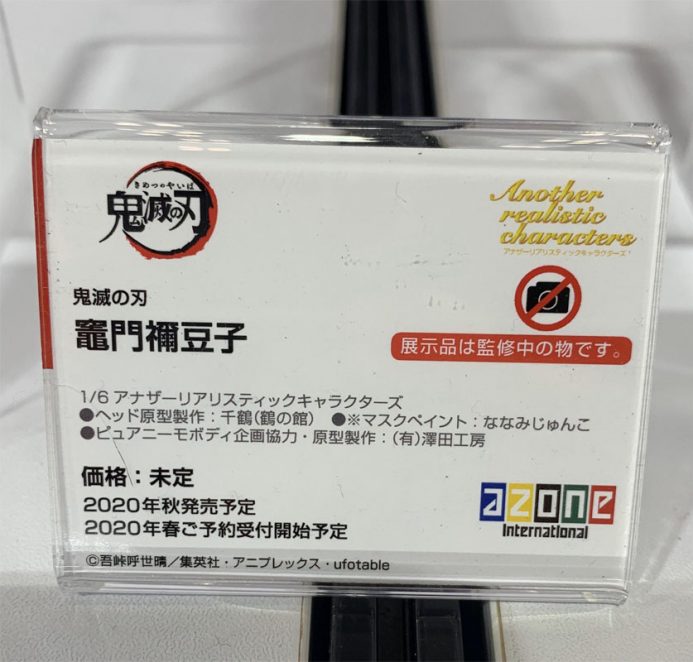 きめつのやいば
鬼滅の刃
Another
realistic
characters
アナザーリアリスティックキャラクターズ！
鬼滅の刃
竈門禰豆子
展示品は監修中の物です。
1/6 アナザーリアリスティックキャラクターズ
●ヘッド原型製作：千鶴(鶴の館)　●※マスクペイント：ななみじゅんこ
●ピュアニーモボディ企画協力・原型製作：(有)澤田工房
価格：未定
2020年秋発売予定
2020年春ご予約受付開始予定
azone
International
©吾峠呼世晴／集英社・アニプレックス・ufotable